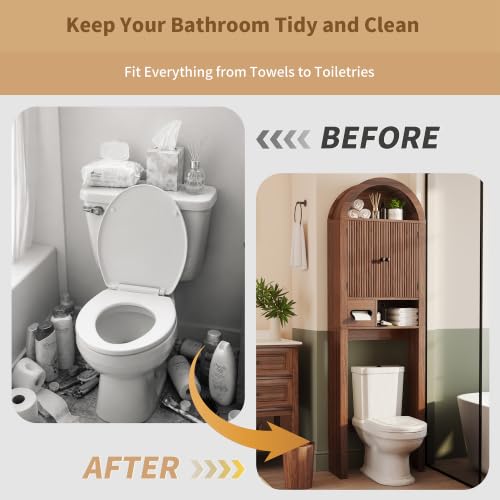 Keep Your Bathroom Tidy and Clean
Fit Everything from Towels to Toiletries
BEFORE
AFTER